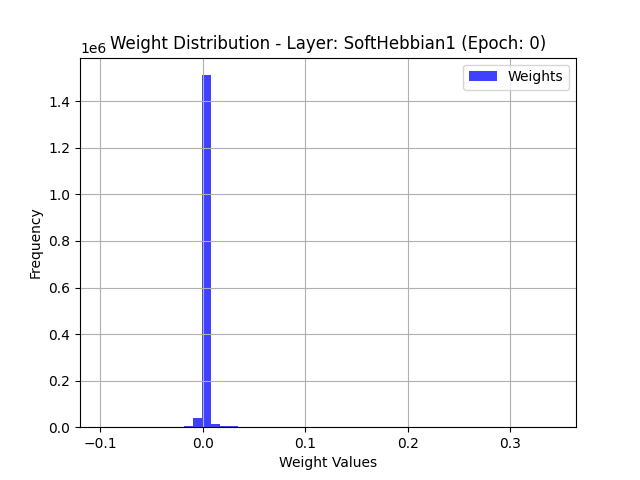 Weight Distribution - Layer: SoftHebbian1 (Epoch: 0)
1e6
Weights
1.4
1.2
1.0
0.8
0.6
0.4
0.2
0.0
Frequency
−0.1 0.0 0.1 0.2 0.3
Weight Values